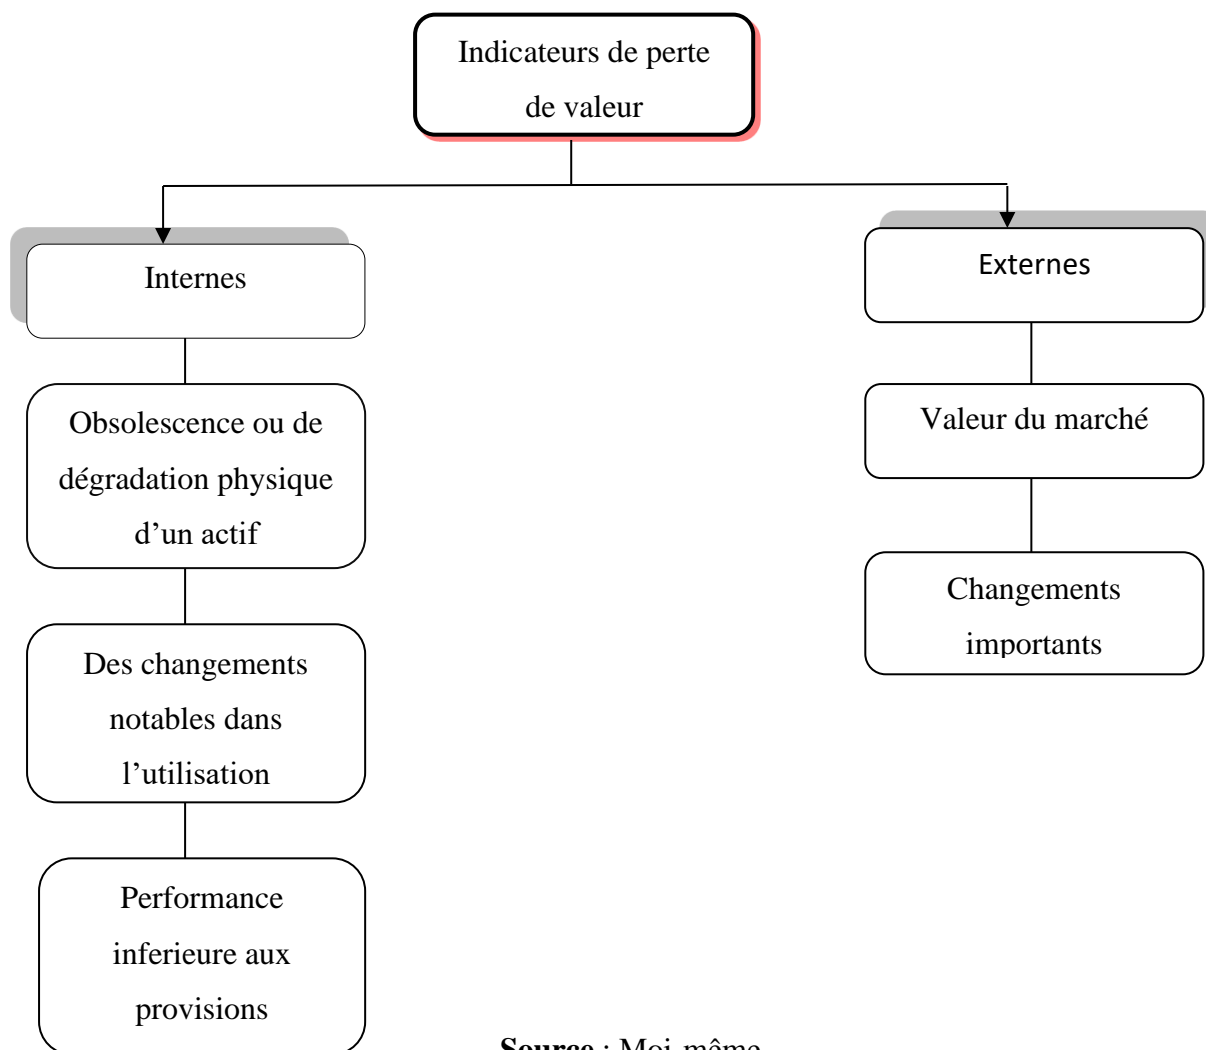 Indicateurs de perte
de valeur
Internes
Externes
Obsolescence ou de
dégradation physique
d’un actif
Valeur du marché
Des changements
notables dans
l’utilisation
Changements
importants
Performance
inferieure aux
provisions
Source : Moi-même